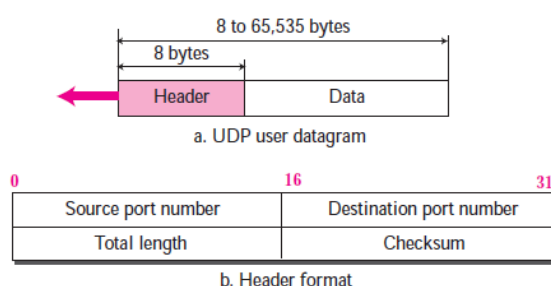 8 to 65,535 bytes
8 bytes
Header Data
a. UDP user datagram
0 16 31
Source port number Destination port number
Total length Checksum
b. Header format